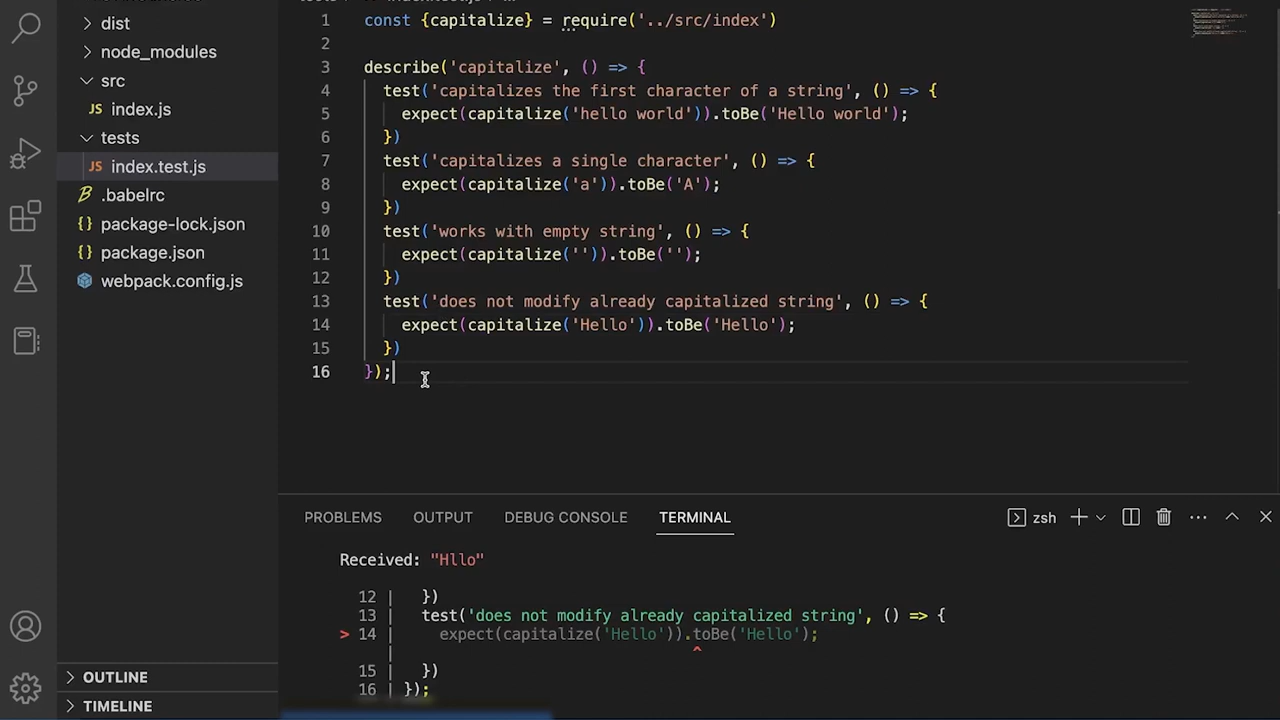 dist
node_modules
src
JS index.js
tests
JS index.test.js
.babelrc
{} package-lock.json
{} package.json
webpack.config.js
OUTLINE
TIMELINE
1 const {capitalize} = require('../src/index')
2
3 describe('capitalize', () => {
4 test('capitalizes the first character of a string', () => {
5 expect(capitalize('hello world')).toBe('Hello world');
6 })
7 test('capitalizes a single character', () => {
8 expect(capitalize('a')).toBe('A');
9 })
10 test('works with empty string', () => {
11 expect(capitalize('')).toBe('');
12 })
13 test('does not modify already capitalized string', () => {
14 expect(capitalize('Hello')).toBe('Hello');
15 })
16 });
PROBLEMS OUTPUT DEBUG CONSOLE TERMINAL zsh
Received: "Hllo"
12 | })
13 | test('does not modify already capitalized string', () => {
> 14 | expect(capitalize('Hello')).toBe('Hello');
| ^
15 | })
16 | });